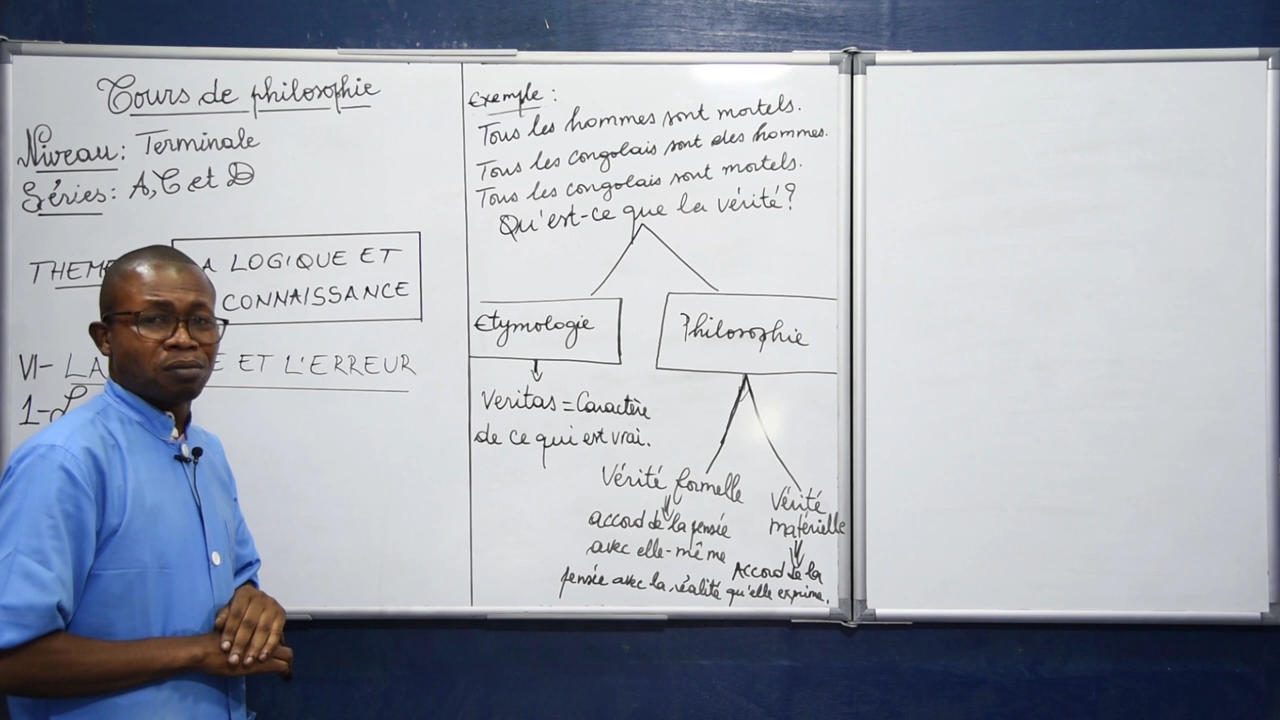 Cours de philosophie
Niveau: Terminale
Séries: A, C et D
THEME
A LOGIQUE ET
CONNAISSANCE
VI- LA E ET L'ERREUR
1-L
Exemple:
Tous les hommes sont mortels.
Tous les congolais sont des hommes.
Tous les congolais sont mortels.
Qu'est-ce que la vérité?
Etymologie
Philosophie
Veritas = Caractère
de ce qui est vrai.
Vérité formelle
accord de la pensée
avec elle-même
Vérité
matérielle
Accord de la
pensée avec la réalité qu'elle exprime.